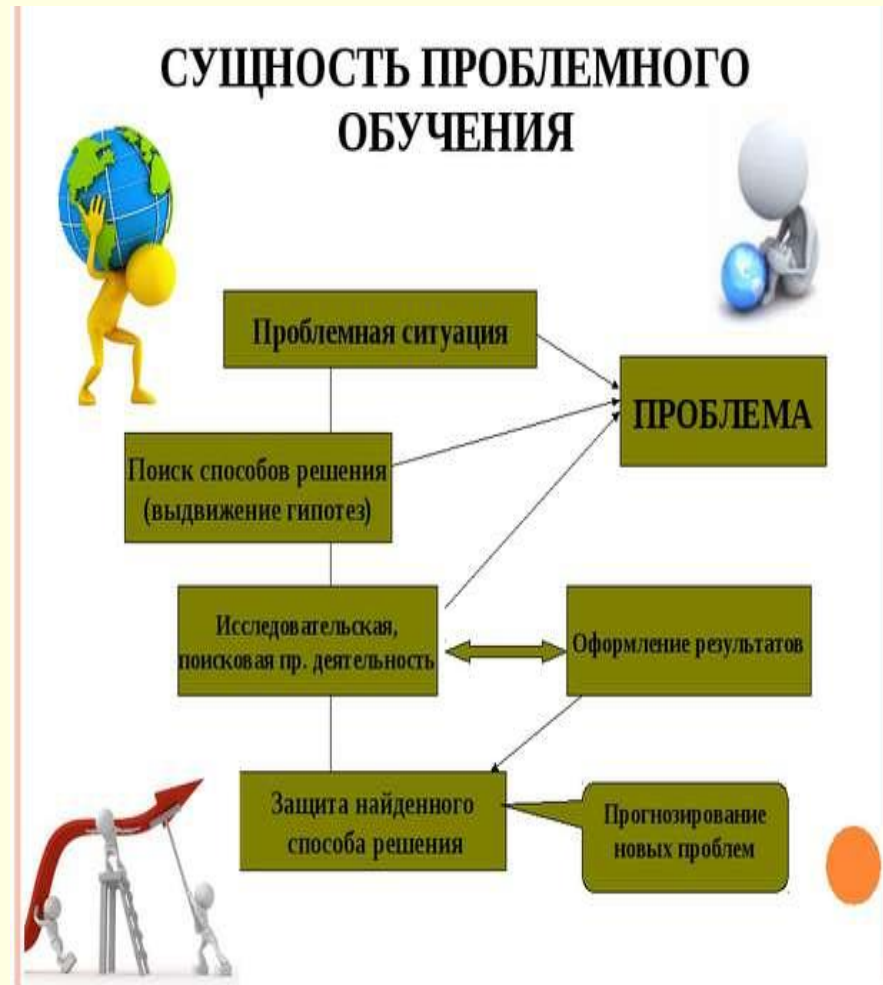 СУЩНОСТЬ ПРОБЛЕМНОГО
ОБУЧЕНИЯ
Проблемная ситуация
ПРОБЛЕМА
Поиск способов решения
(выдвижение гипотез)
Исследовательская,
поисковая пр. деятельность
Оформление результатов
Защита найденного
способа решения
Прогнозирование
новых проблем